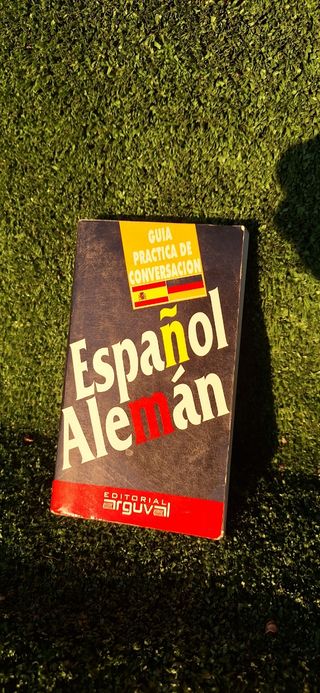 GUIA
PRACTICA DE
CONVERSACION
Español
Alemán
EDITORIAL
arguval